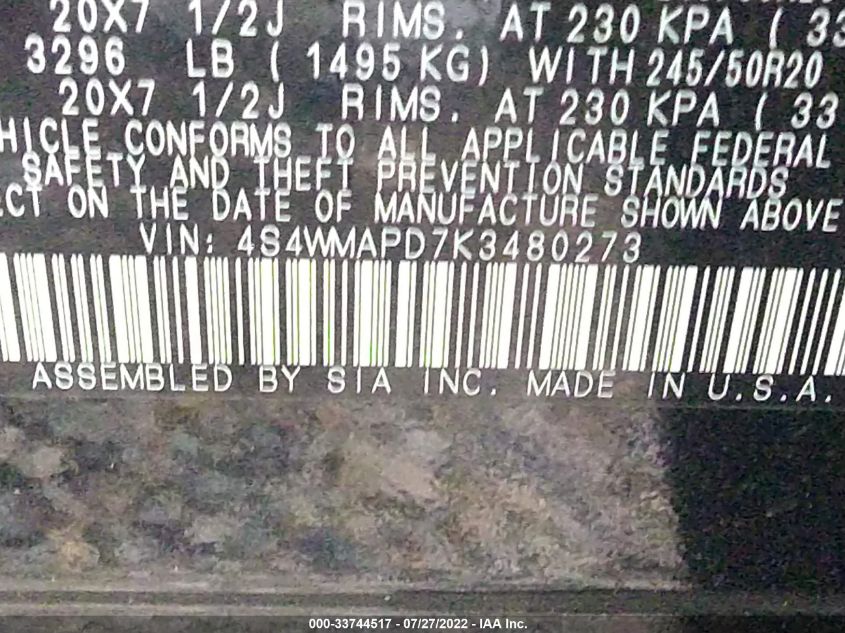 20X7 1/2J RIMS. AT 230 KPA ( 33
3296 LB ( 1495 KG) WITH 245/50R20
20X7 1/2J RIMS. AT 230 KPA ( 33
HICLE CONFORMS TO ALL APPLICABLE FEDERAL
SAFETY AND THEFT PREVENTION STANDARDS
CT ON THE DATE OF MANUFACTURE SHOWN ABOVE
VIN: 4S4WMAPD7K3480273
ASSEMBLED BY SIA INC. MADE IN U.S.A.
000-33744517 - 07/27/2022 - IAA Inc.